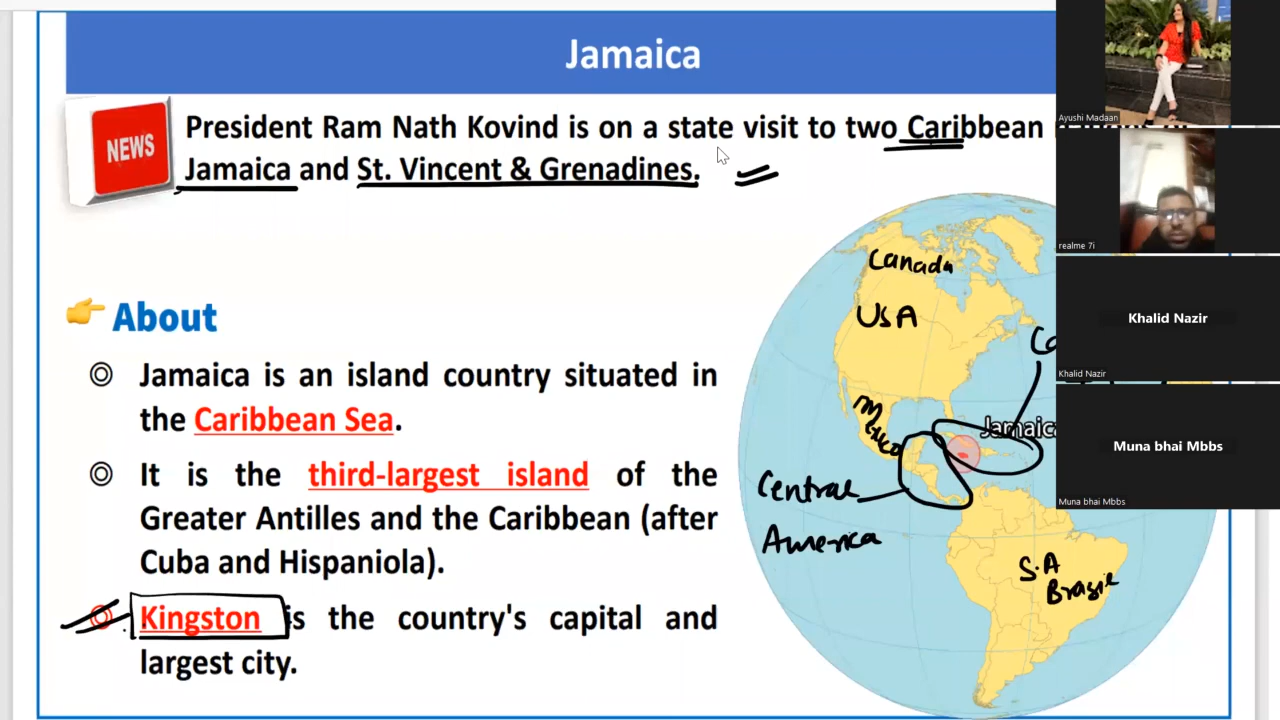 Jamaica
NEWS
President Ram Nath Kovind is on a state visit to two Caribbean
Jamaica and St. Vincent & Grenadines.
About
Jamaica is an island country situated in
the Caribbean Sea.
It is the third-largest island of the
Greater Antilles and the Caribbean (after
Cuba and Hispaniola).
Kingston is the country's capital and
largest city.
Canada
USA
Mexico
Jamaica
Central
America
S.A
Brazil
Ayushi Madaan
realme 7i
Khalid Nazir
Khalid Nazir
Muna bhai Mbbs
Muna bhai Mbbs